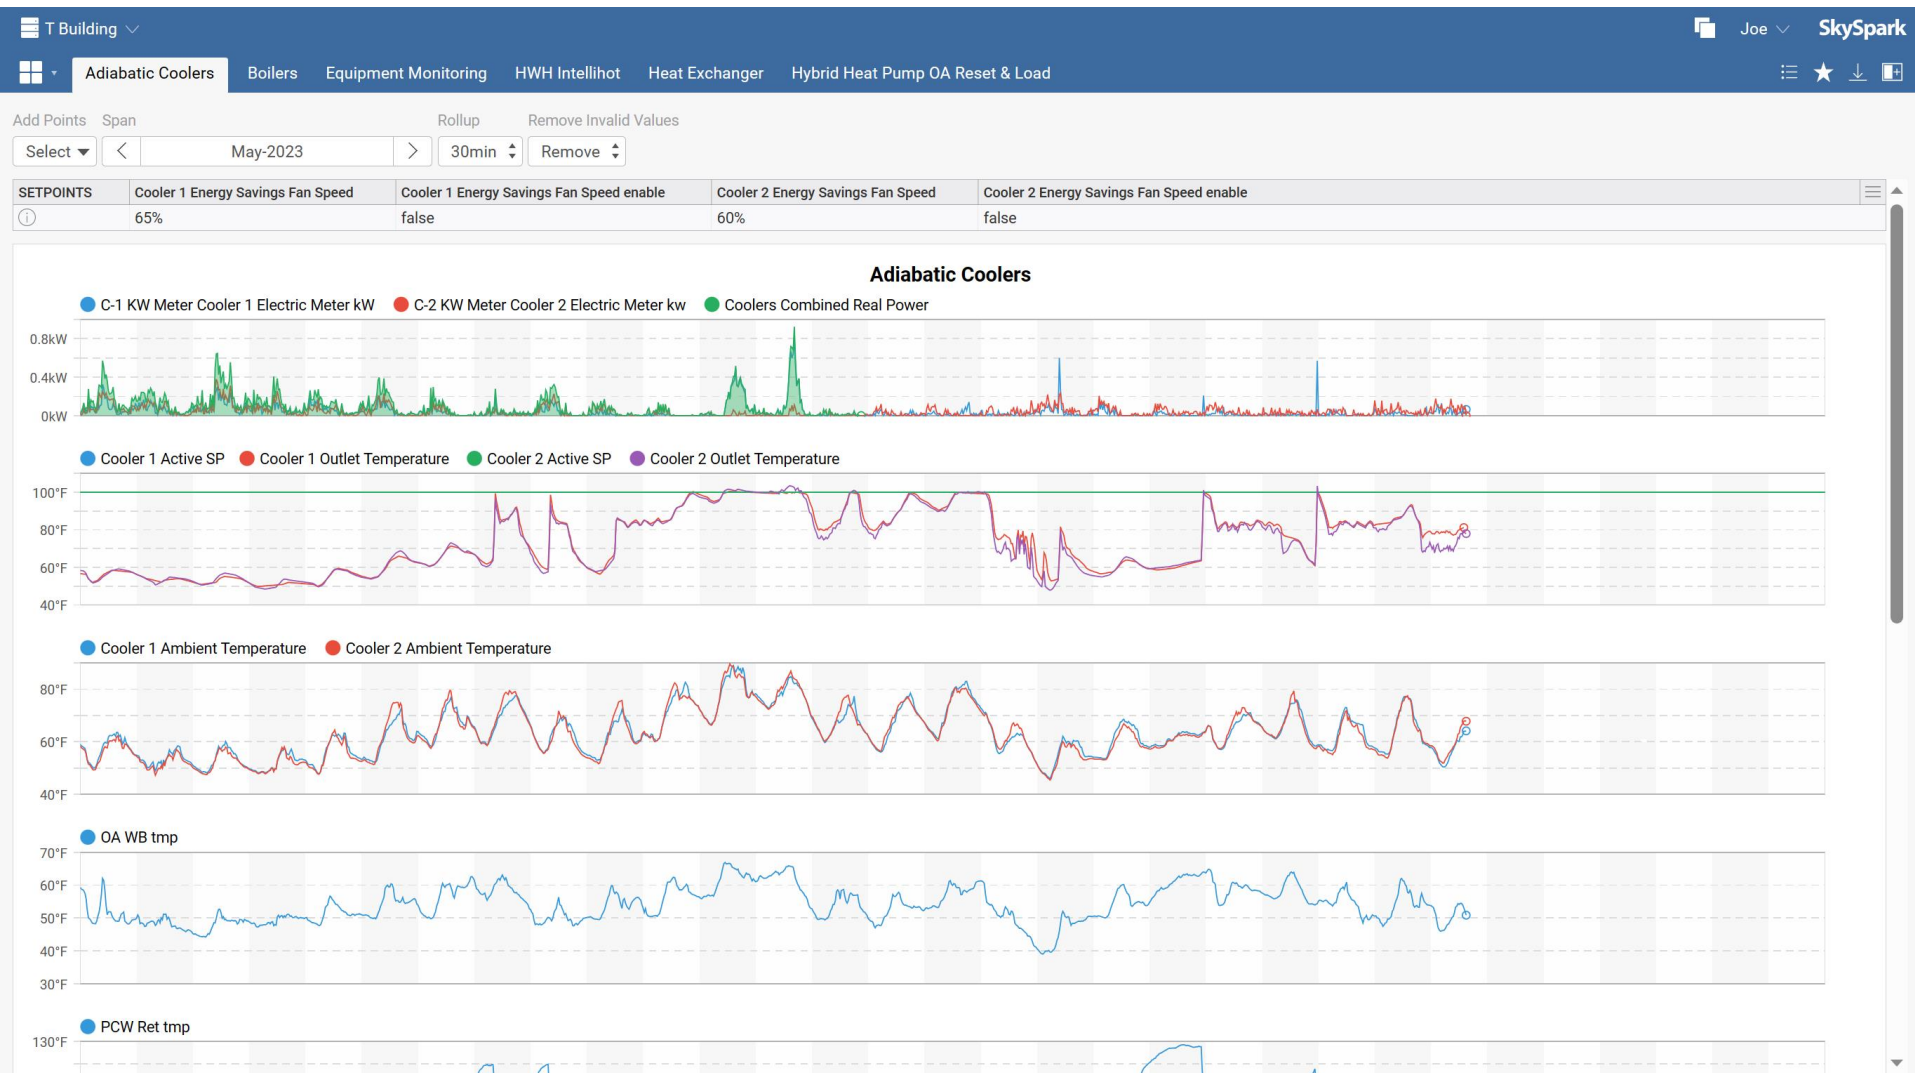 T Building
Joe
SkySpark
Adiabatic Coolers
Boilers
Equipment Monitoring
HWH Intellihot
Heat Exchanger
Hybrid Heat Pump OA Reset & Load
Add Points
Span
Rollup
Remove Invalid Values
Select
May-2023
30min
Remove
SETPOINTS
Cooler 1 Energy Savings Fan Speed
Cooler 1 Energy Savings Fan Speed enable
Cooler 2 Energy Savings Fan Speed
Cooler 2 Energy Savings Fan Speed enable
65%
false
60%
false
Adiabatic Coolers
C-1 KW Meter Cooler 1 Electric Meter kW
C-2 KW Meter Cooler 2 Electric Meter kw
Coolers Combined Real Power
0.8kW
0.4kW
0kW
Cooler 1 Active SP
Cooler 1 Outlet Temperature
Cooler 2 Active SP
Cooler 2 Outlet Temperature
100°F
80°F
60°F
40°F
Cooler 1 Ambient Temperature
Cooler 2 Ambient Temperature
80°F
60°F
40°F
OA WB tmp
70°F
60°F
50°F
40°F
30°F
PCW Ret tmp
130°F